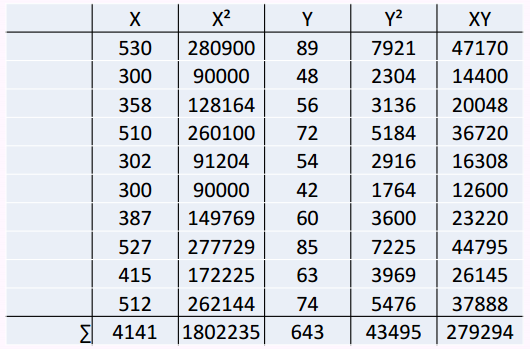 X X² Y Y² XY
530 280900 89 7921 47170
300 90000 48 2304 14400
358 128164 56 3136 20048
510 260100 72 5184 36720
302 91204 54 2916 16308
300 90000 42 1764 12600
387 149769 60 3600 23220
527 277729 85 7225 44795
415 172225 63 3969 26145
512 262144 74 5476 37888
∑ 4141 1802235 643 43495 279294